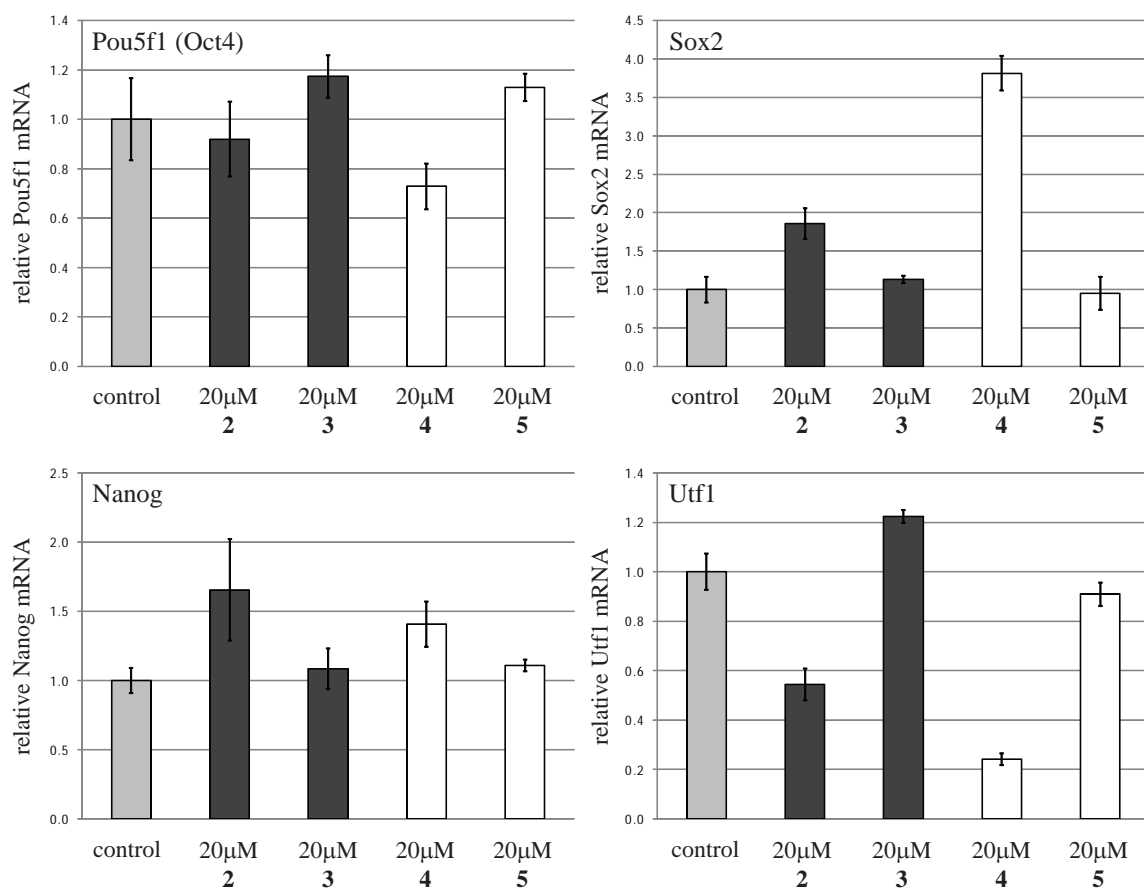 Pou5f1 (Oct4)
relative Pou5f1 mRNA
1.4
1.2
1.0
0.8
0.6
0.4
0.2
0.0
control 20µM 20µM 20µM 20µM
2 3 4 5
Sox2
relative Sox2 mRNA
4.5
4.0
3.5
3.0
2.5
2.0
1.5
1.0
0.5
0.0
control 20µM 20µM 20µM 20µM
2 3 4 5
Nanog
relative Nanog mRNA
2.5
2.0
1.5
1.0
0.5
0.0
control 20µM 20µM 20µM 20µM
2 3 4 5
Utf1
relative Utf1 mRNA
1.4
1.2
1.0
0.8
0.6
0.4
0.2
0.0
control 20µM 20µM 20µM 20µM
2 3 4 5